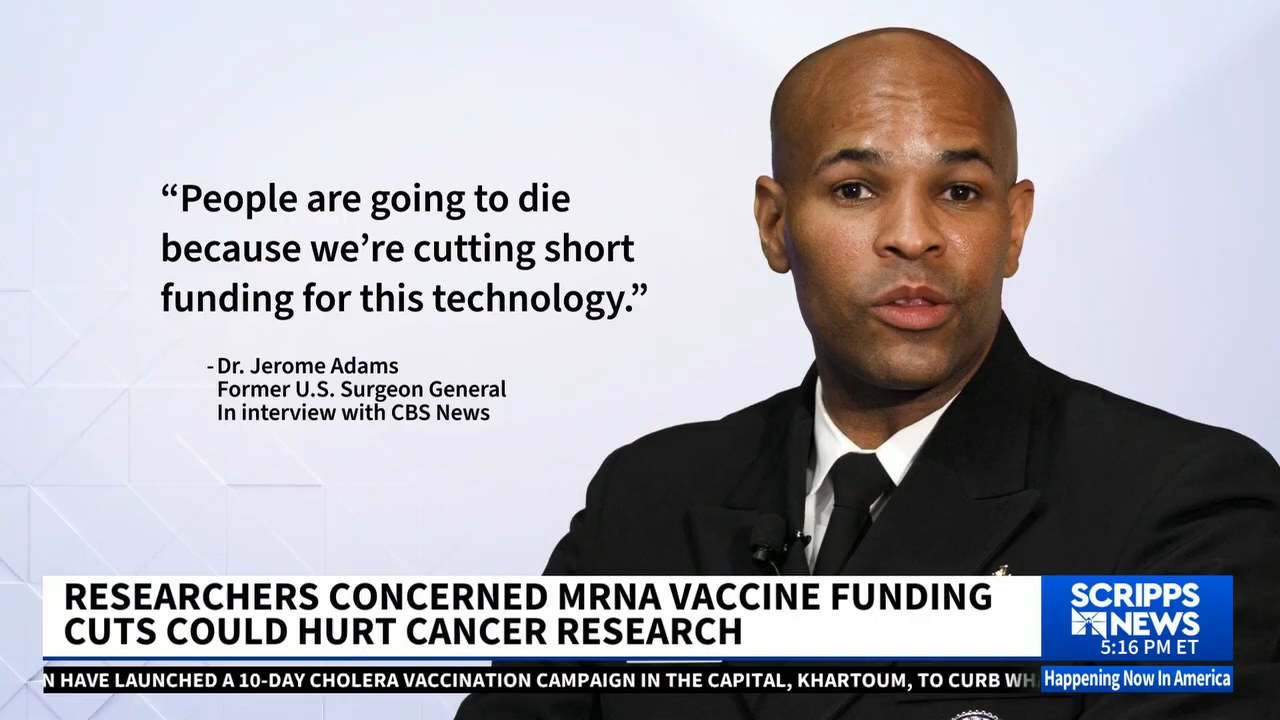 “People are going to die
because we’re cutting short
funding for this technology.”
- Dr. Jerome Adams
Former U.S. Surgeon General
In interview with CBS News
RESEARCHERS CONCERNED MRNA VACCINE FUNDING
CUTS COULD HURT CANCER RESEARCH
SCRIPPS
NEWS
5:16 PM ET
N HAVE LAUNCHED A 10-DAY CHOLERA VACCINATION CAMPAIGN IN THE CAPITAL, KHARTOUM, TO CURB WH
Happening Now In America